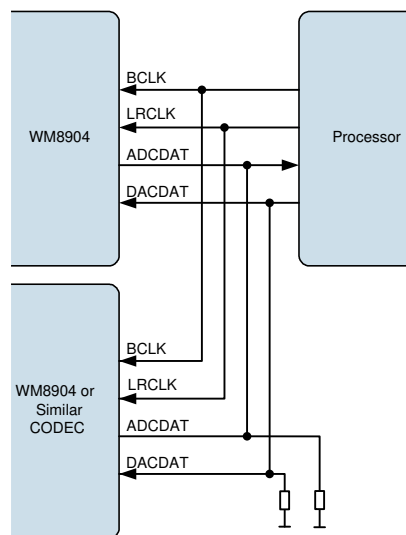 BCLK
LRCLK
WM8904
Processor
ADCDAT
DACDAT
BCLK
LRCLK
WM8904 or
Similar
CODEC
ADCDAT
DACDAT